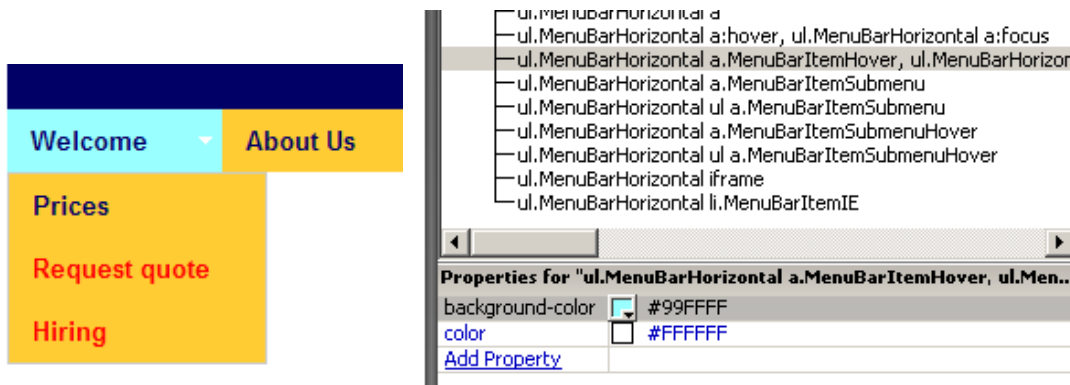 Welcome
About Us
Prices
Request quote
Hiring
ul.MenuBarHorizontal a
ul.MenuBarHorizontal a:hover, ul.MenuBarHorizontal a:focus
ul.MenuBarHorizontal a.MenuBarItemHover, ul.MenuBarHorizon
ul.MenuBarHorizontal a.MenuBarItemSubmenu
ul.MenuBarHorizontal ul a.MenuBarItemSubmenu
ul.MenuBarHorizontal a.MenuBarItemSubmenuHover
ul.MenuBarHorizontal ul a.MenuBarItemSubmenuHover
ul.MenuBarHorizontal iframe
ul.MenuBarHorizontal li.MenuBarItemIE
Properties for "ul.MenuBarHorizontal a.MenuBarItemHover, ul.Men...
background-color #99FFFF
color #FFFFFF
Add Property